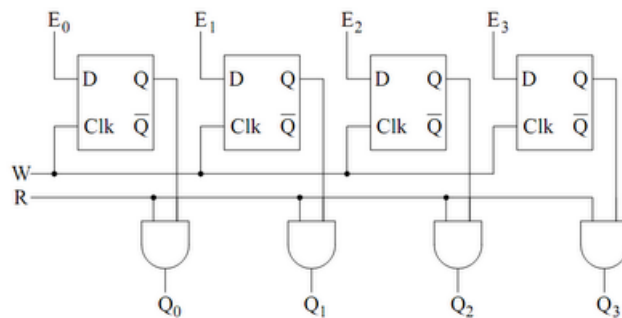 E0 E1 E2 E3
D Q D Q D Q D Q
Clk Q̅ Clk Q̅ Clk Q̅ Clk Q̅
W
R
Q0 Q1 Q2 Q3